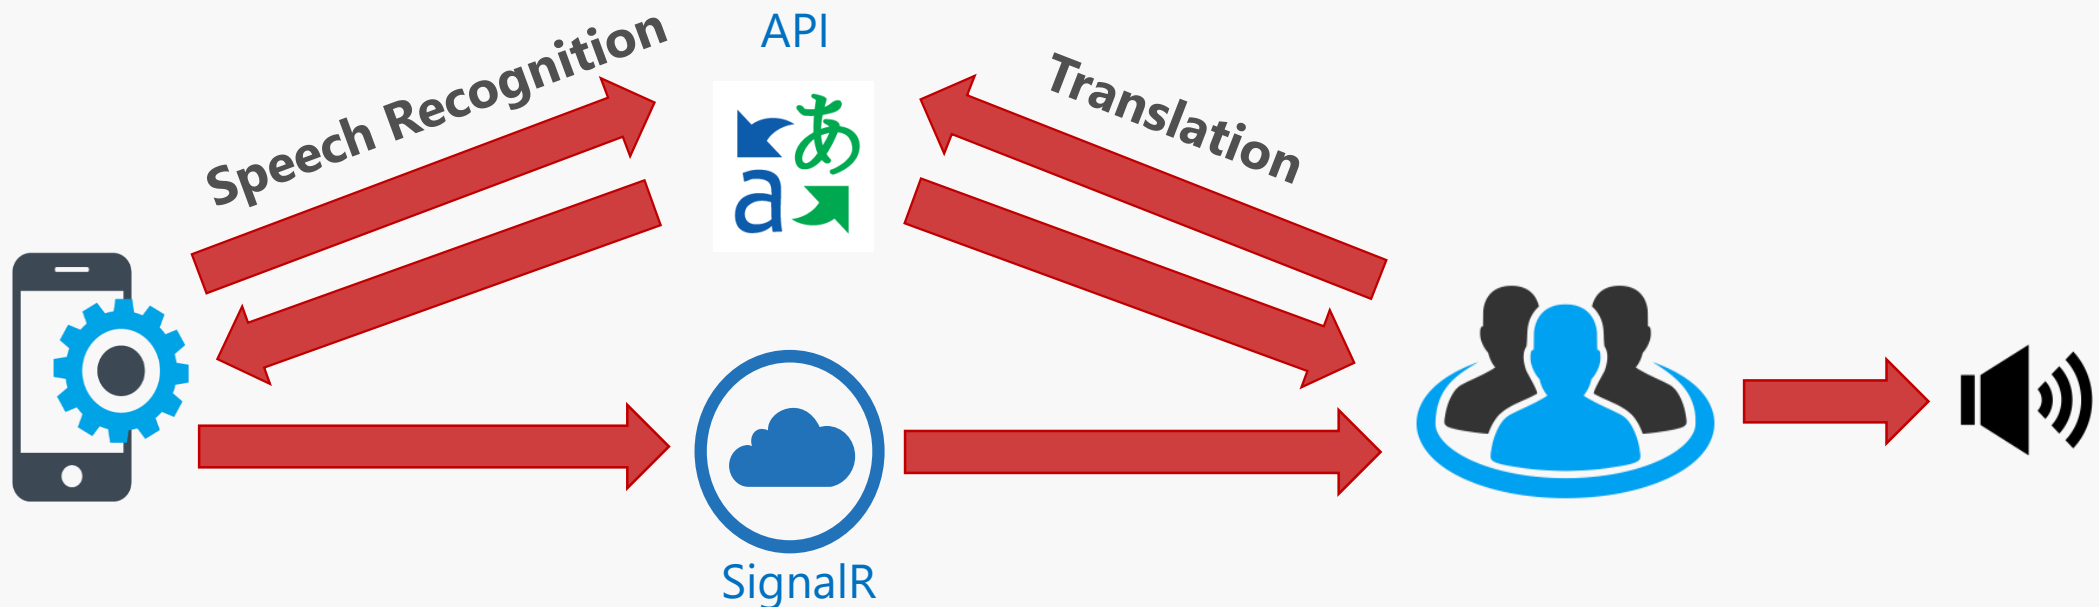 Speech Recognition
API
Translation
あ
a
SignalR